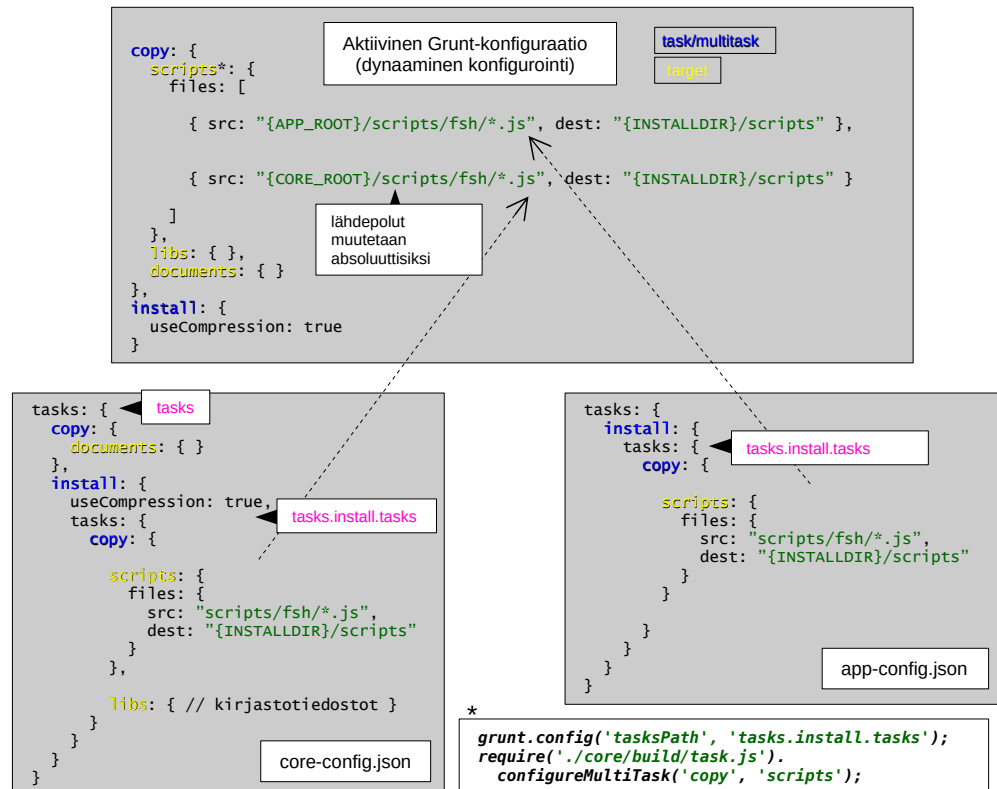 Aktiivinen Grunt-konfiguraatio
(dynaaminen konfigurointi)
task/multitask
target
copy: {
scripts*: {
files: [
{ src: "{APP_ROOT}/scripts/fsh/*.js", dest: "{INSTALLDIR}/scripts" },
{ src: "{CORE_ROOT}/scripts/fsh/*.js", dest: "{INSTALLDIR}/scripts" }
]
},
libs: { },
documents: { }
},
install: {
useCompression: true
}
lähdepolut
muutetaan
absoluuttisiksi
tasks: {
copy: {
documents: { }
},
install: {
useCompression: true,
tasks: {
copy: {
scripts: {
files: {
src: "scripts/fsh/*.js",
dest: "{INSTALLDIR}/scripts"
}
},
libs: { // kirjastotiedostot }
}
}
}
}
tasks
tasks.install.tasks
core-config.json
tasks: {
install: {
tasks: {
copy: {
scripts: {
files: {
src: "scripts/fsh/*.js",
dest: "{INSTALLDIR}/scripts"
}
}
}
}
}
}
tasks.install.tasks
app-config.json
*
grunt.config('tasksPath', 'tasks.install.tasks');
require('./core/build/task.js').
configureMultiTask('copy', 'scripts');